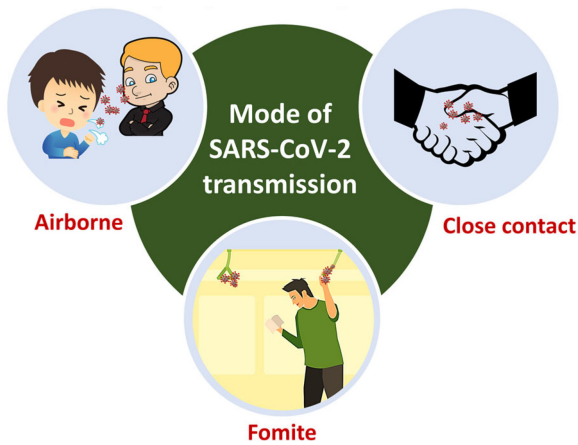 Mode of
SARS-CoV-2
transmission
Airborne
Close contact
Fomite